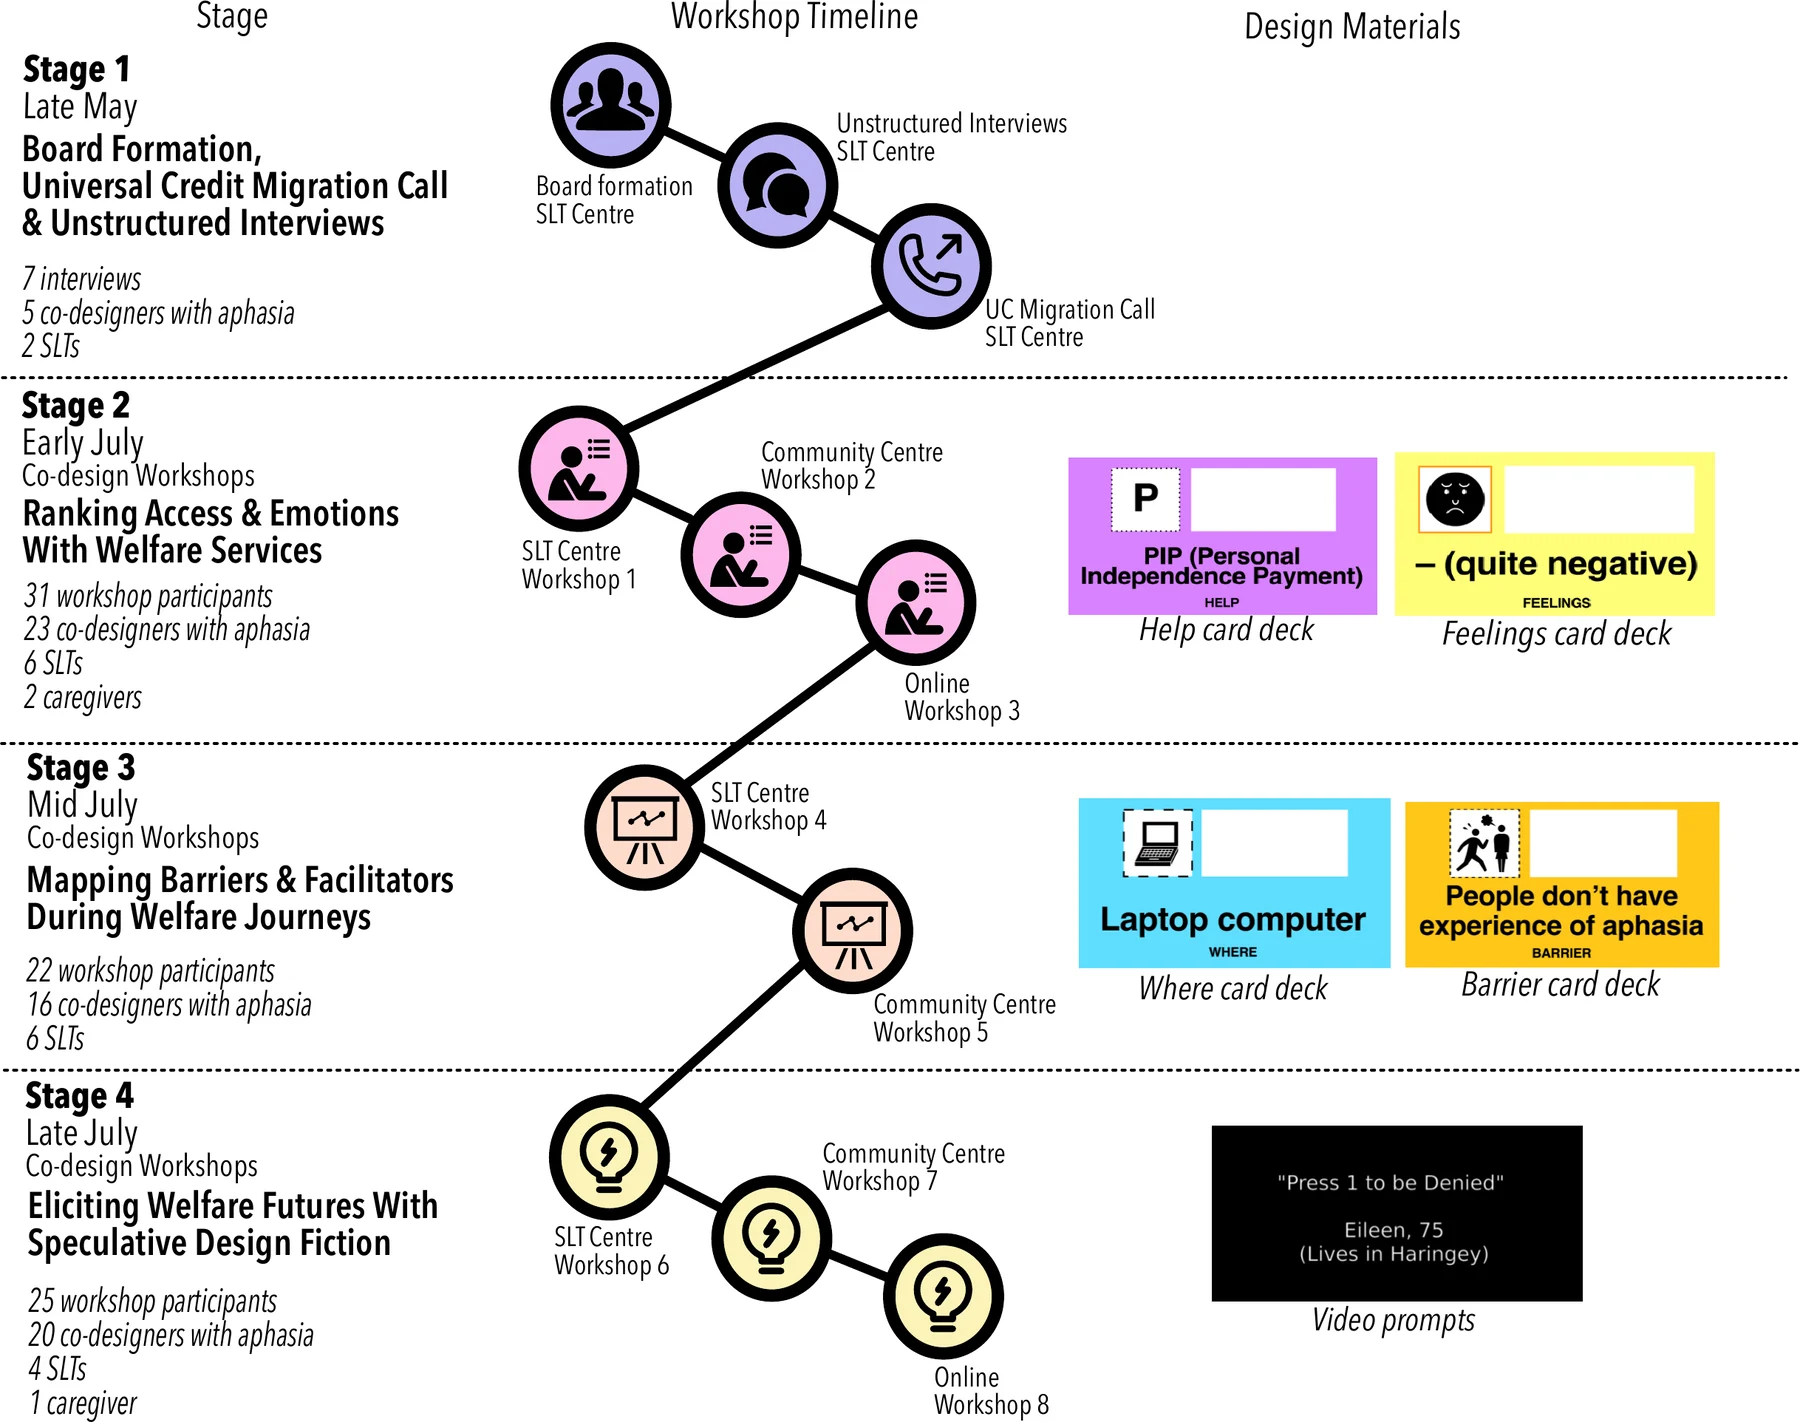 Stage
Workshop Timeline
Design Materials
Stage 1
Late May
Board Formation,
Universal Credit Migration Call
& Unstructured Interviews
7 interviews
5 co-designers with aphasia
2 SLTs
Board formation
SLT Centre
Unstructured Interviews
SLT Centre
UC Migration Call
SLT Centre
Stage 2
Early July
Co-design Workshops
Ranking Access & Emotions
With Welfare Services
31 workshop participants
23 co-designers with aphasia
6 SLTs
2 caregivers
SLT Centre
Workshop 1
Community Centre
Workshop 2
Online
Workshop 3
P
PIP (Personal
Independence Payment)
HELP
Help card deck
– (quite negative)
FEELINGS
Feelings card deck
Stage 3
Mid July
Co-design Workshops
Mapping Barriers & Facilitators
During Welfare Journeys
22 workshop participants
16 co-designers with aphasia
6 SLTs
SLT Centre
Workshop 4
Community Centre
Workshop 5
Laptop computer
WHERE
Where card deck
People don't have
experience of aphasia
BARRIER
Barrier card deck
Stage 4
Late July
Co-design Workshops
Eliciting Welfare Futures With
Speculative Design Fiction
25 workshop participants
20 co-designers with aphasia
4 SLTs
1 caregiver
SLT Centre
Workshop 6
Community Centre
Workshop 7
Online
Workshop 8
"Press 1 to be Denied"
Eileen, 75
(Lives in Haringey)
Video prompts